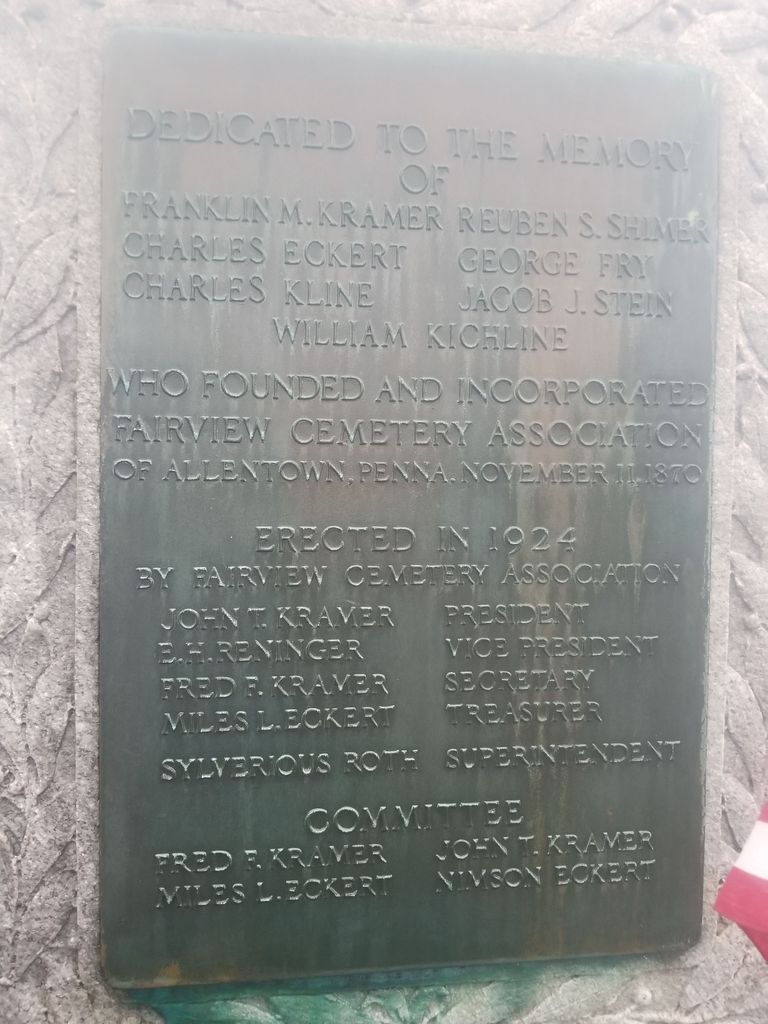 DEDICATED TO THE MEMORY
OF
FRANKLIN M. KRAMER REUBEN S. SHIMER
CHARLES ECKERT GEORGE FRY
CHARLES KLINE JACOB J. STEIN
WILLIAM KICHLINE
WHO FOUNDED AND INCORPORATED
FAIRVIEW CEMETERY ASSOCIATION
OF ALLENTOWN, PENNA. NOVEMBER 11, 1870
ERECTED IN 1924
BY FAIRVIEW CEMETERY ASSOCIATION
JOHN T. KRAMER PRESIDENT
E. H. RENINGER VICE PRESIDENT
FRED F. KRAMER SECRETARY
MILES L. ECKERT TREASURER
SYLVERIOUS ROTH SUPERINTENDENT
COMMITTEE
FRED F. KRAMER JOHN T. KRAMER
MILES L. ECKERT NIMSON ECKERT